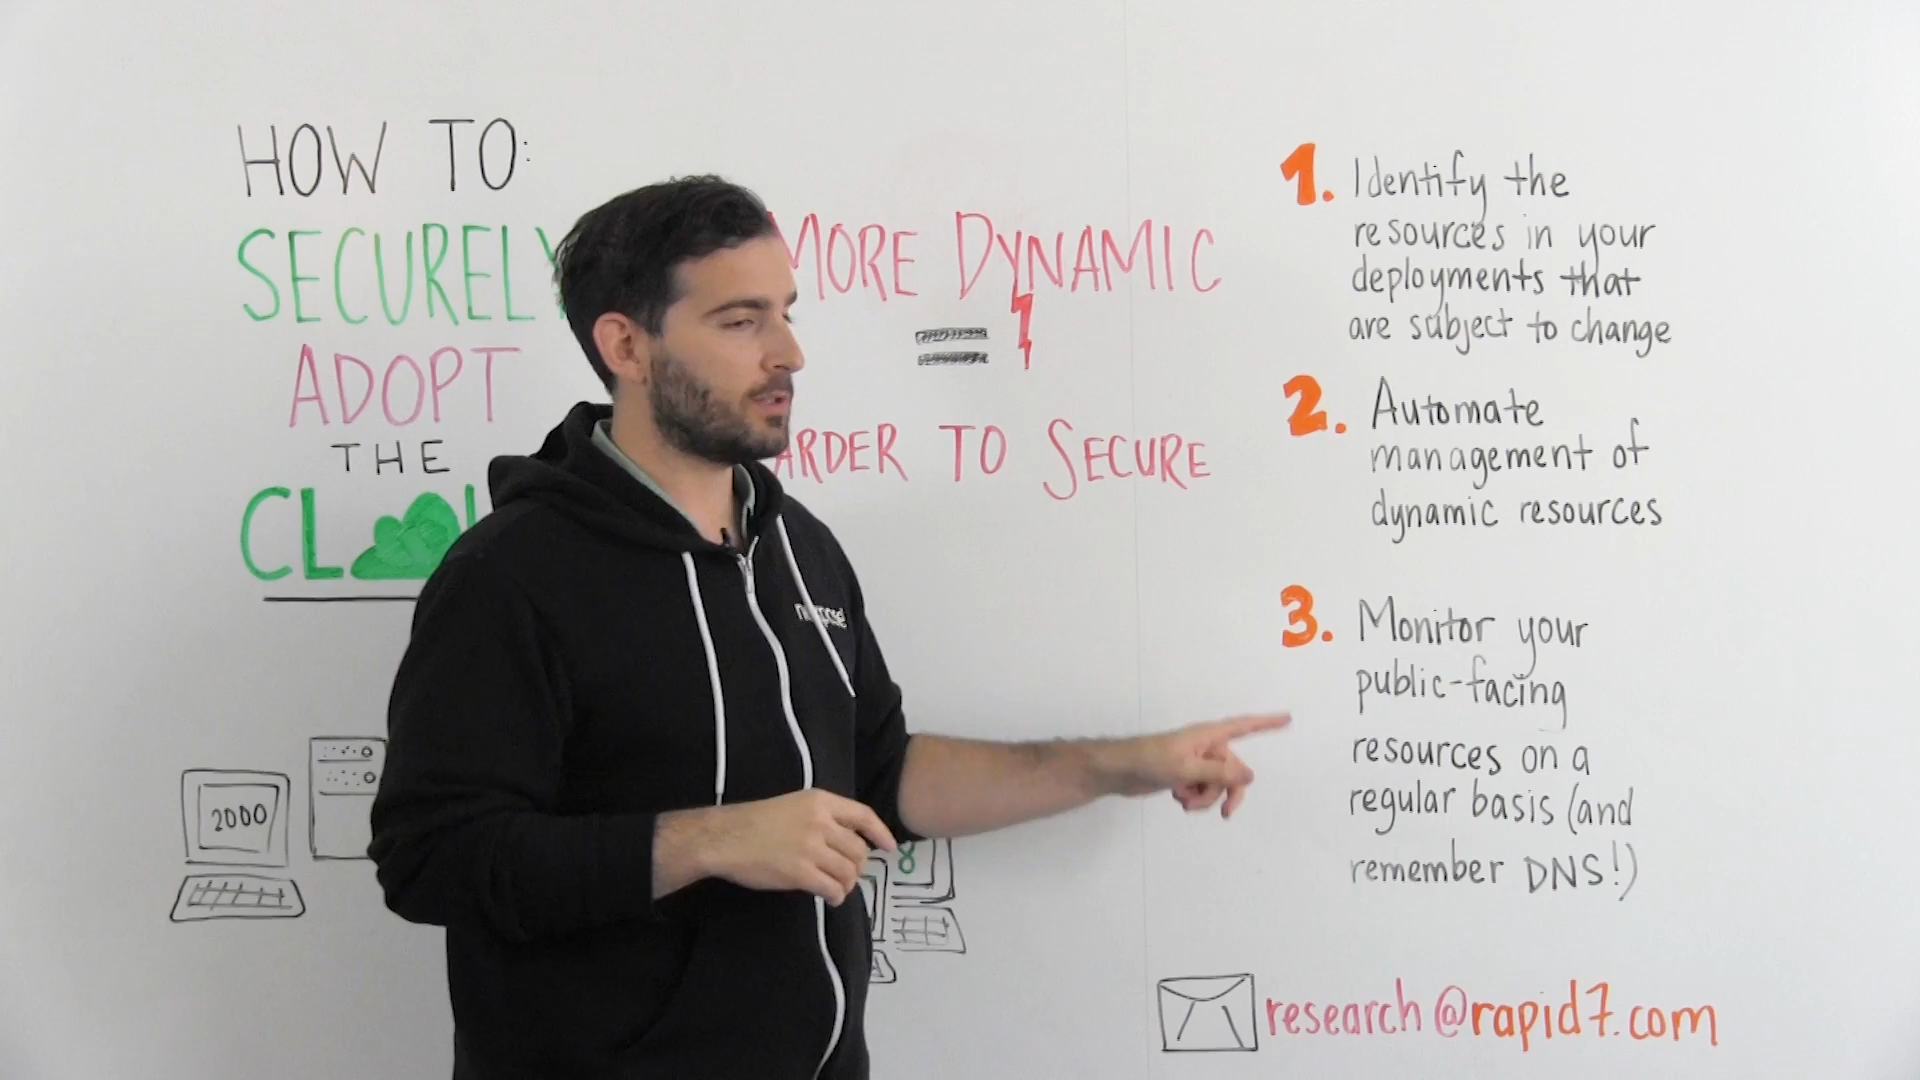 HOW TO:
SECURELY
ADOPT
THE
MORE DYNAMIC
=
HARDER TO SECURE
1. Identify the
resources in your
deployments that
are subject to change
2. Automate
management of
dynamic resources
3. Monitor your
public-facing
resources on a
regular basis (and
remember DNS!)
2000
8
research@rapid7.com